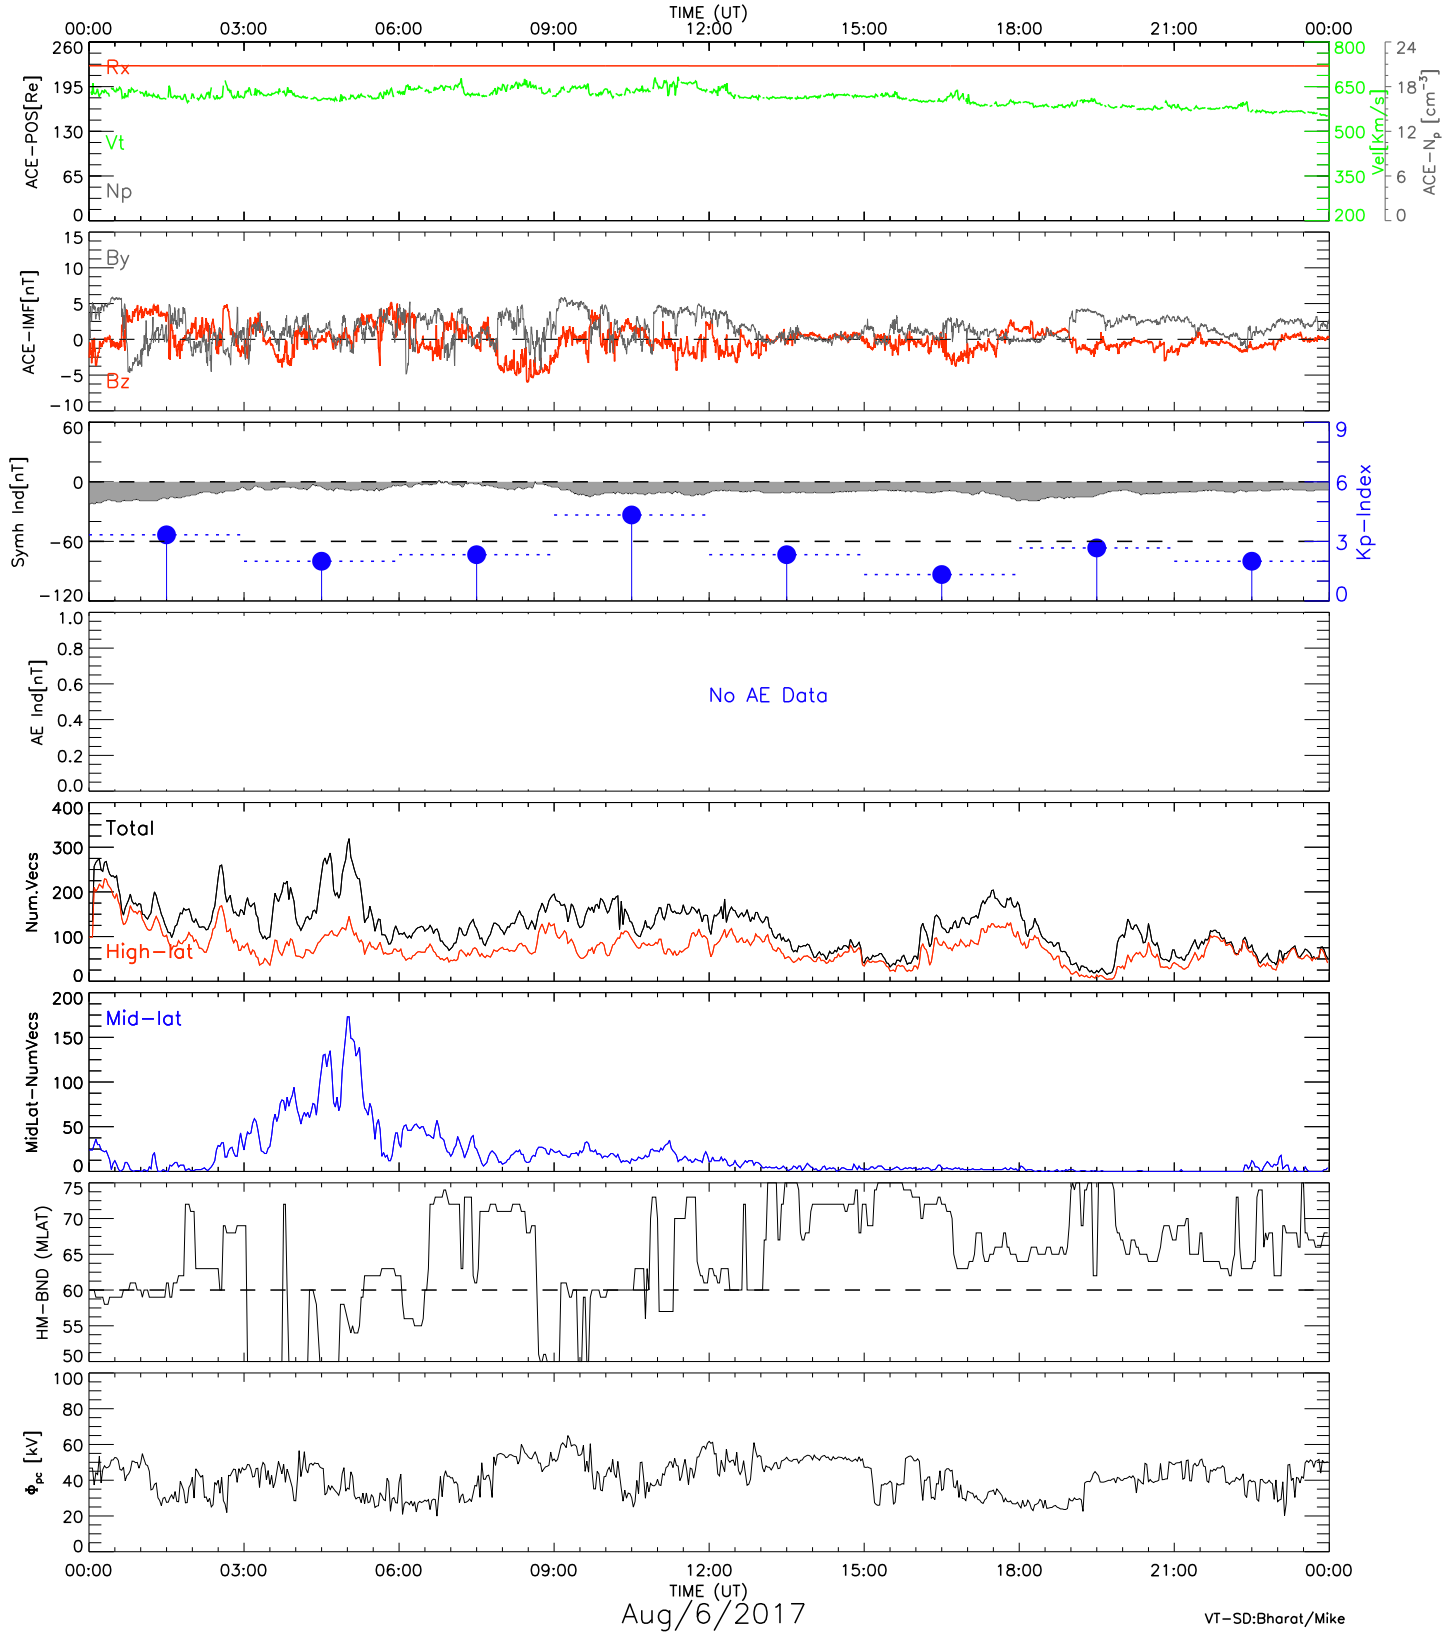 TIME (UT)
00:00 03:00 06:00 09:00 12:00 15:00 18:00 21:00 00:00
260 195 130 65 0
ACE-POS[Re]
Rx
Vt
Np
800 650 500 350 200
Vel[Km/s]
24 18 12 6 0
ACE-Np [cm-3]
15 10 5 0 -5 -10
ACE-IMF[nT]
By
Bz
60 0 -60 -120
Symh Ind[nT]
9 6 3 0
Kp-Index
1.0 0.8 0.6 0.4 0.2 0.0
AE Ind[nT]
No AE Data
400 300 200 100 0
Num.Vecs
Total
High-lat
200 150 100 50 0
MidLat-NumVecs
Mid-lat
75 70 65 60 55 50
HM-BND (MLAT)
100 80 60 40 20 0
Φpc [kV]
00:00 03:00 06:00 09:00 12:00 15:00 18:00 21:00 00:00
TIME (UT)
Aug/6/2017
VT-SD:Bharat/Mike